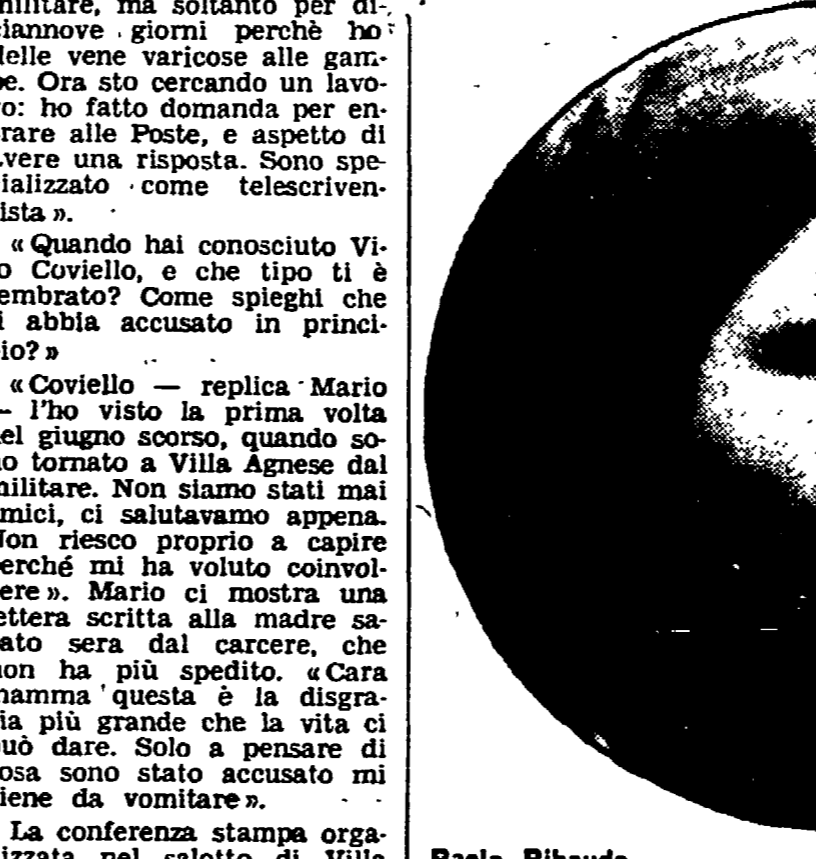 militare, ma soltanto per di-
ciannove giorni perchè ho
delle vene varicose alle gam-
be. Ora sto cercando un lavo-
ro: ho fatto domanda per en-
trare alle Poste, e aspetto di
avere una risposta. Sono spe-
cializzato come telescriven-
tista».
«Quando hai conosciuto Vi-
to Coviello, e che tipo ti è
sembrato? Come spieghi che
ti abbia accusato in princi-
pio?»
«Coviello — replica Mario
— l'ho visto la prima volta
nel giugno scorso, quando so-
no tornato a Villa Agnese dal
militare. Non siamo stati mai
amici, ci salutavamo appena.
Non riesco proprio a capire
perché mi ha voluto coinvol-
gere». Mario ci mostra una
lettera scritta alla madre sa-
bato sera dal carcere, che
non ha più spedito. «Cara
mamma questa è la disgra-
zia più grande che la vita ci
può dare. Solo a pensare di
cosa sono stato accusato mi
viene da vomitare».
La conferenza stampa orga-
nizzata nel salotto di Villa
Paola Ribaudo